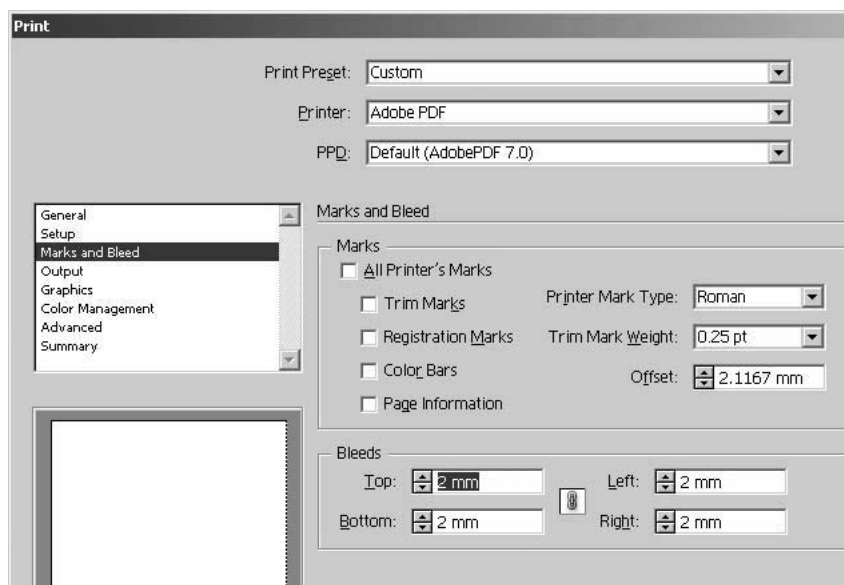 Print
Print Preset: Custom
Printer: Adobe PDF
PPD: Default (AdobePDF 7.0)
General
Setup
Marks and Bleed
Output
Graphics
Color Management
Advanced
Summary
Marks and Bleed
Marks
All Printer's Marks
Trim Marks
Registration Marks
Color Bars
Page Information
Printer Mark Type: Roman
Trim Mark Weight: 0.25 pt
Offset: 2.1167 mm
Bleeds
Top: 2 mm
Left: 2 mm
Bottom: 2 mm
Right: 2 mm